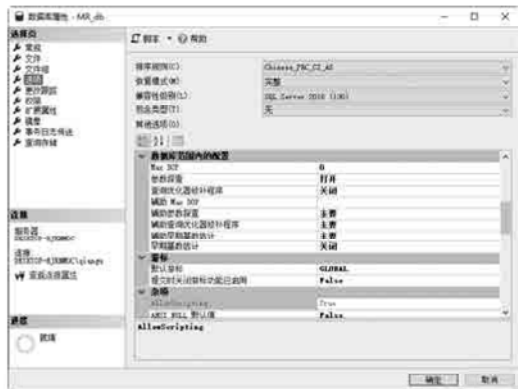 数据库属性 - MR_db
选择页
常规
文件
文件组
选项
更改跟踪
权限
扩展属性
镜像
事务日志传送
查询存储
脚本
帮助
排序规则(C): Chinese_PRC_CI_AS
恢复模式(M): 完整
兼容性级别(L):
包含类型(T): 无
其他选项(O):
数据库范围内的配置
Max DOP 0
参数探查 打开
查询优化器修补程序 关闭
辅助 Max DOP
辅助参数探查 主要
辅助查询优化器修补程序 主要
辅助早期基数估计 主要
早期基数估计 关闭
游标
默认游标 GLOBAL
提交时关闭游标功能已启用 False
杂项
AllowScripting True
ANSI NULL 默认值 False
AllowScripting
连接
服务器:
连接:
查看连接属性
进度
就绪
确定
取消